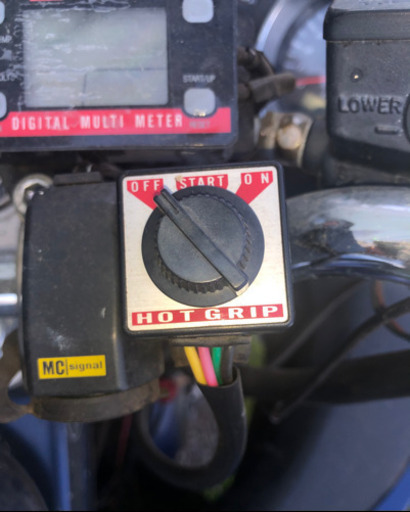 START/UP
DIGITAL MULTI METER
LOWER
OFF START ON
HOT GRIP
MC signal